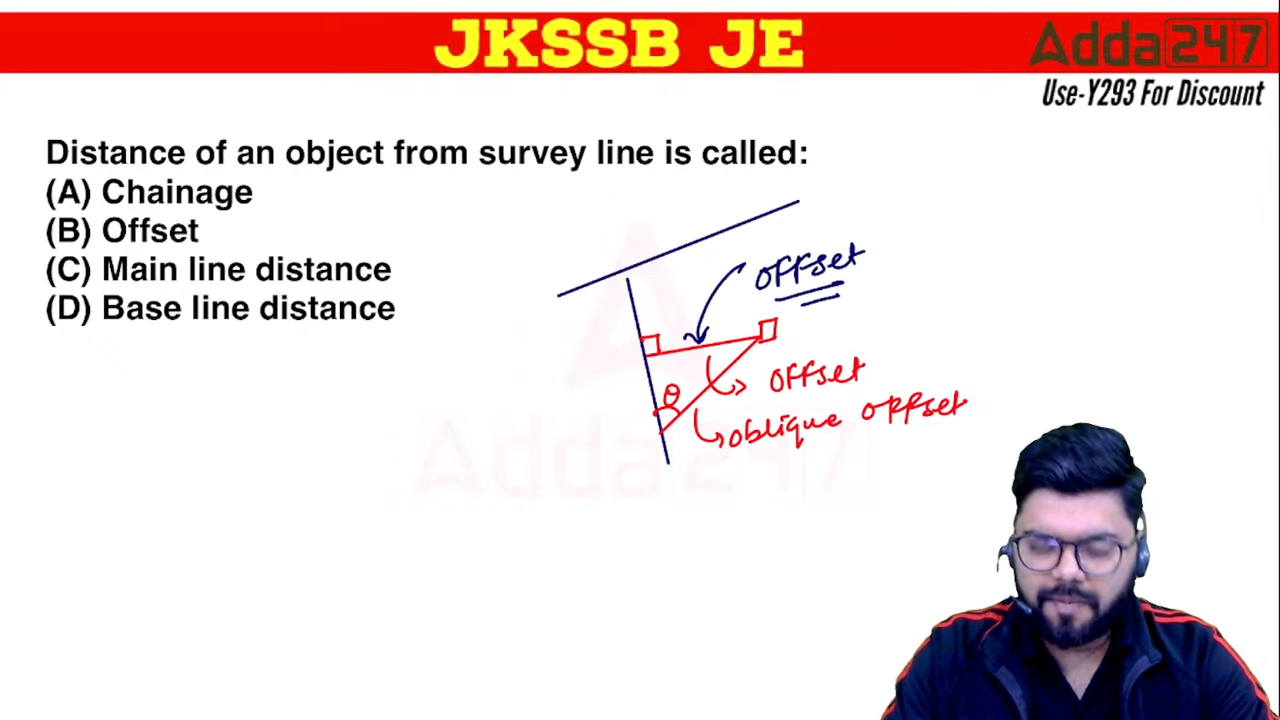 JKSSB JE
Adda247
Use-Y293 For Discount
Distance of an object from survey line is called:
(A) Chainage
(B) Offset
(C) Main line distance
(D) Base line distance
offset
θ
offset
oblique offset
Adda247